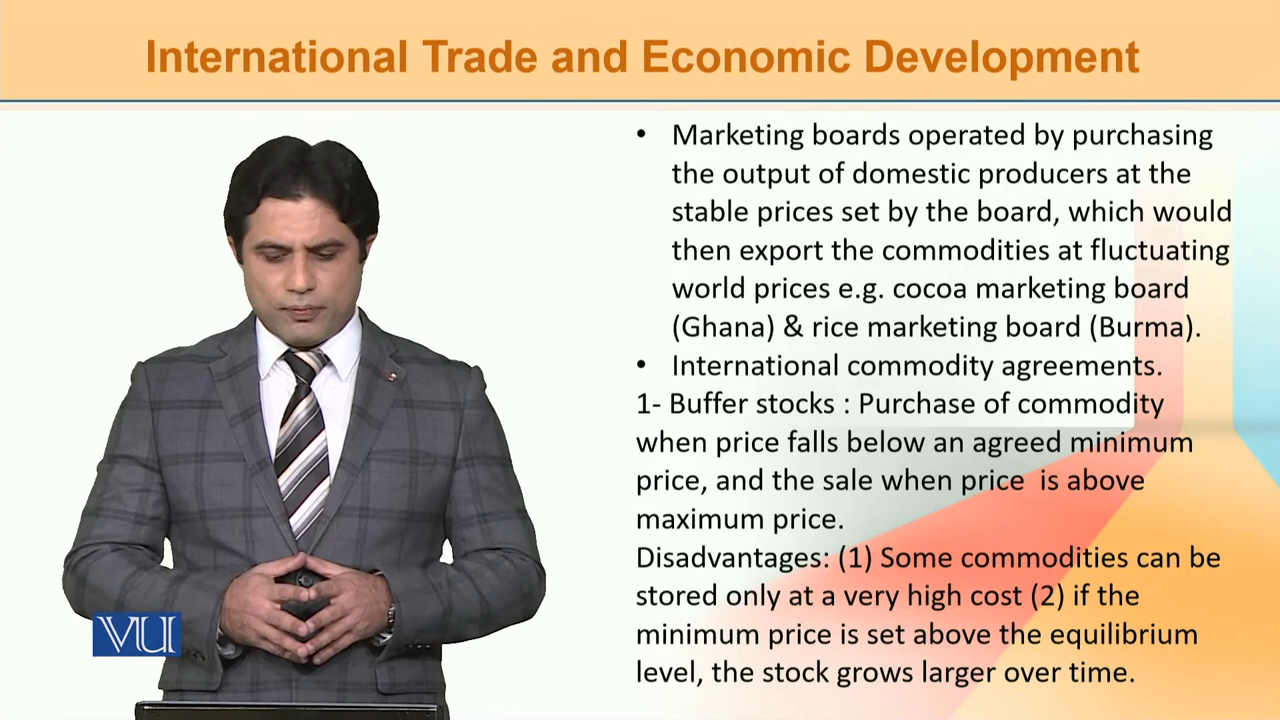 International Trade and Economic Development
• Marketing boards operated by purchasing
the output of domestic producers at the
stable prices set by the board, which would
then export the commodities at fluctuating
world prices e.g. cocoa marketing board
(Ghana) & rice marketing board (Burma).
• International commodity agreements.
1- Buffer stocks : Purchase of commodity
when price falls below an agreed minimum
price, and the sale when price  is above
maximum price.
Disadvantages: (1) Some commodities can be
stored only at a very high cost (2) if the
minimum price is set above the equilibrium
level, the stock grows larger over time.
VU